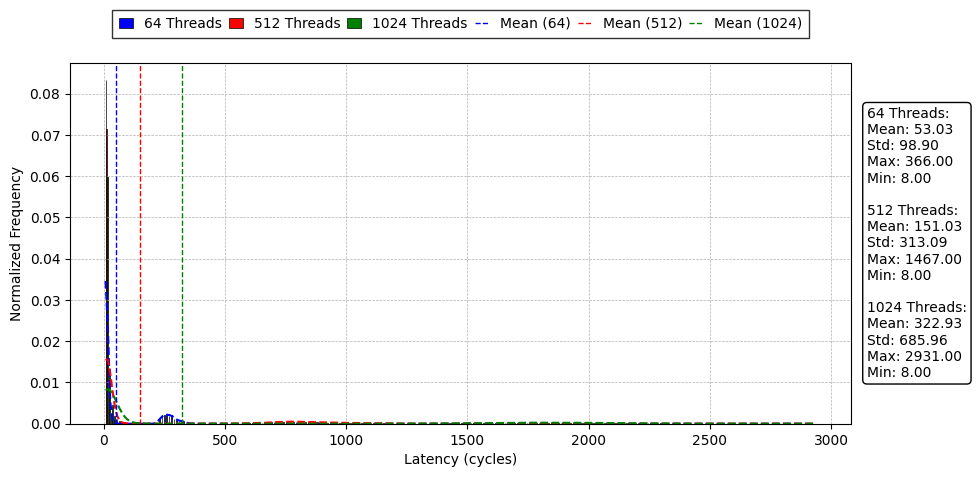 64 Threads 512 Threads 1024 Threads Mean (64) Mean (512) Mean (1024)
Normalized Frequency
0.08
0.07
0.06
0.05
0.04
0.03
0.02
0.01
0.00
0 500 1000 1500 2000 2500 3000
Latency (cycles)
64 Threads:
Mean: 53.03
Std: 98.90
Max: 366.00
Min: 8.00
512 Threads:
Mean: 151.03
Std: 313.09
Max: 1467.00
Min: 8.00
1024 Threads:
Mean: 322.93
Std: 685.96
Max: 2931.00
Min: 8.00